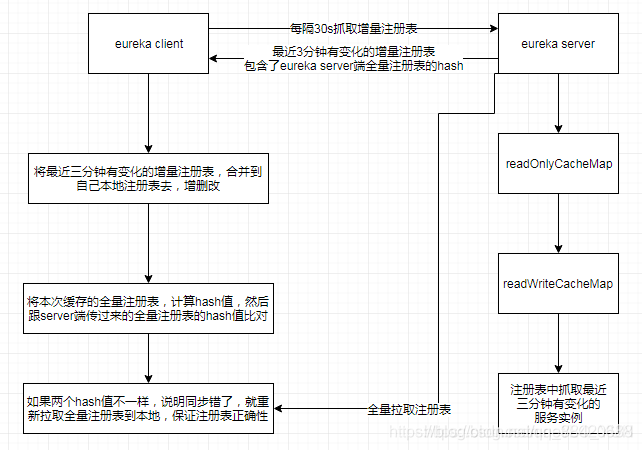 eureka client
每隔30s抓取增量注册表
eureka server
最近3分钟有变化的增量注册表
包含了eureka server端全量注册表的hash
将最近三分钟有变化的增量注册表，合并到
自己本地注册表去，增删改
readOnlyCacheMap
readWriteCacheMap
将本次缓存的全量注册表，计算hash值，然后
跟server端传过来的全量注册表的hash值比对
如果两个hash值不一样，说明同步错了，就重
新拉取全量注册表到本地，保证注册表正确性
全量拉取注册表
注册表中抓取最近
三分钟有变化的
服务实例